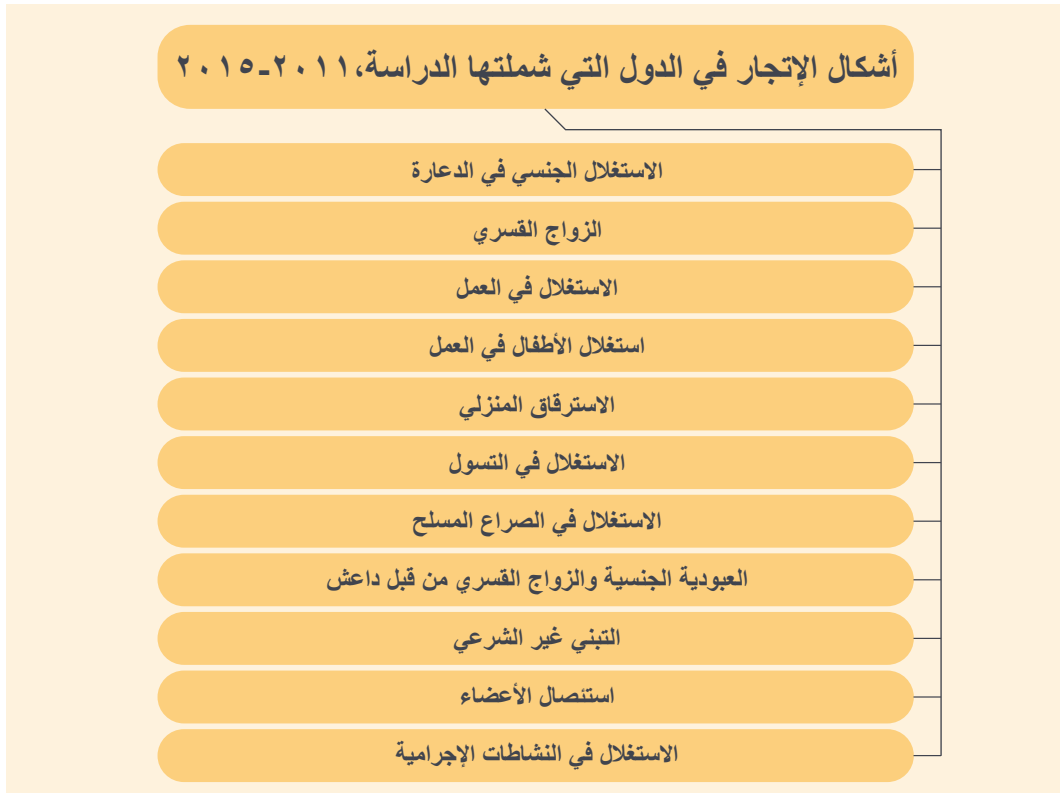 أشكال الإتجار في الدول التي شملتها الدراسة،٢٠١١-٢٠١٥
الاستغلال الجنسي في الدعارة
الزواج القسري
الاستغلال في العمل
استغلال الأطفال في العمل
الاسترقاق المنزلي
الاستغلال في التسول
الاستغلال في الصراع المسلح
العبودية الجنسية والزواج القسري من قبل داعش
التبني غير الشرعي
استئصال الأعضاء
الاستغلال في النشاطات الإجرامية